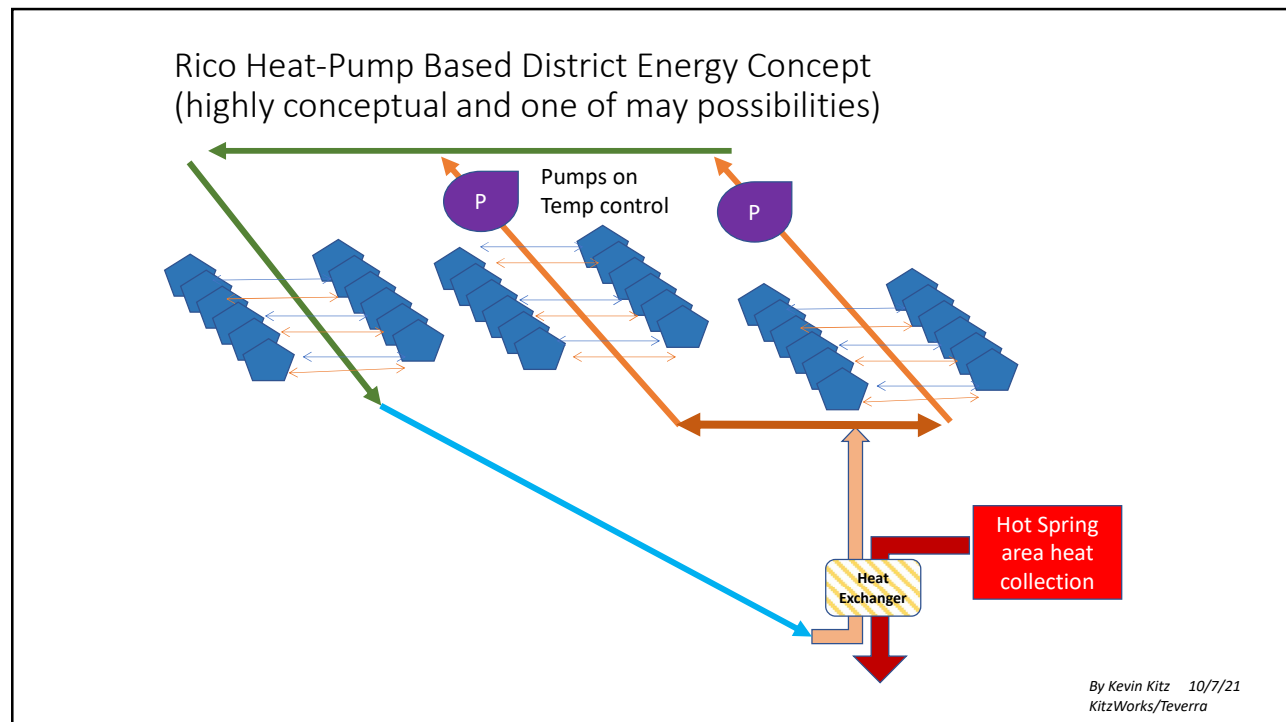 Rico Heat-Pump Based District Energy Concept
(highly conceptual and one of may possibilities)
P
Pumps on
Temp control
P
Hot Spring
area heat
collection
Heat
Exchanger
By Kevin Kitz 10/7/21
KitzWorks/Teverra